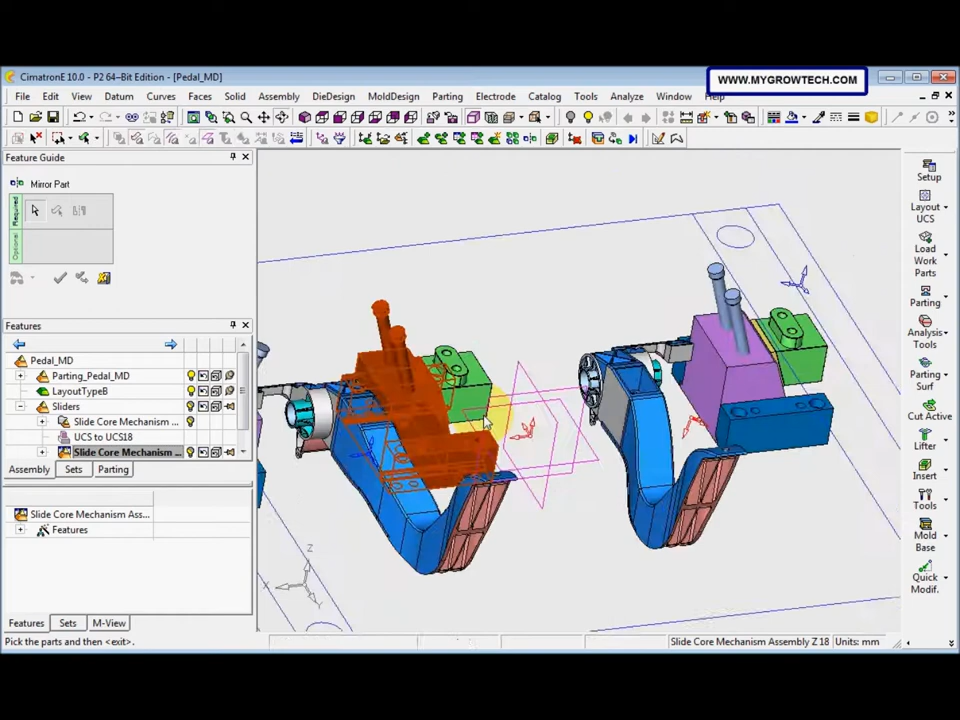 CimatronE 10.0 - P2 64–Bit Edition - [Pedal_MD]
WWW.MYGROWTECH.COM
File Edit View Datum Curves Faces Solid Assembly DieDesign MoldDesign Parting Electrode Catalog Tools Analyze Window Help
Feature Guide
Mirror Part
Required
Optional
Features
Pedal_MD
Parting_Pedal_MD
LayoutTypeB
Sliders
Slide Core Mechanism ...
UCS to UCS18
Slide Core Mechanism ...
Assembly Sets Parting
Slide Core Mechanism Ass...
Features
Features Sets M-View
Setup
Layout
UCS
Load
Work
Parts
Parting
Analysis
Tools
Parting
Surf
Cut Active
Lifter
Insert
Tools
Mold
Base
Quick
Modif.
Z
X
Y
Pick the parts and then <exit>.
Slide Core Mechanism Assembly Z 18 Units: mm